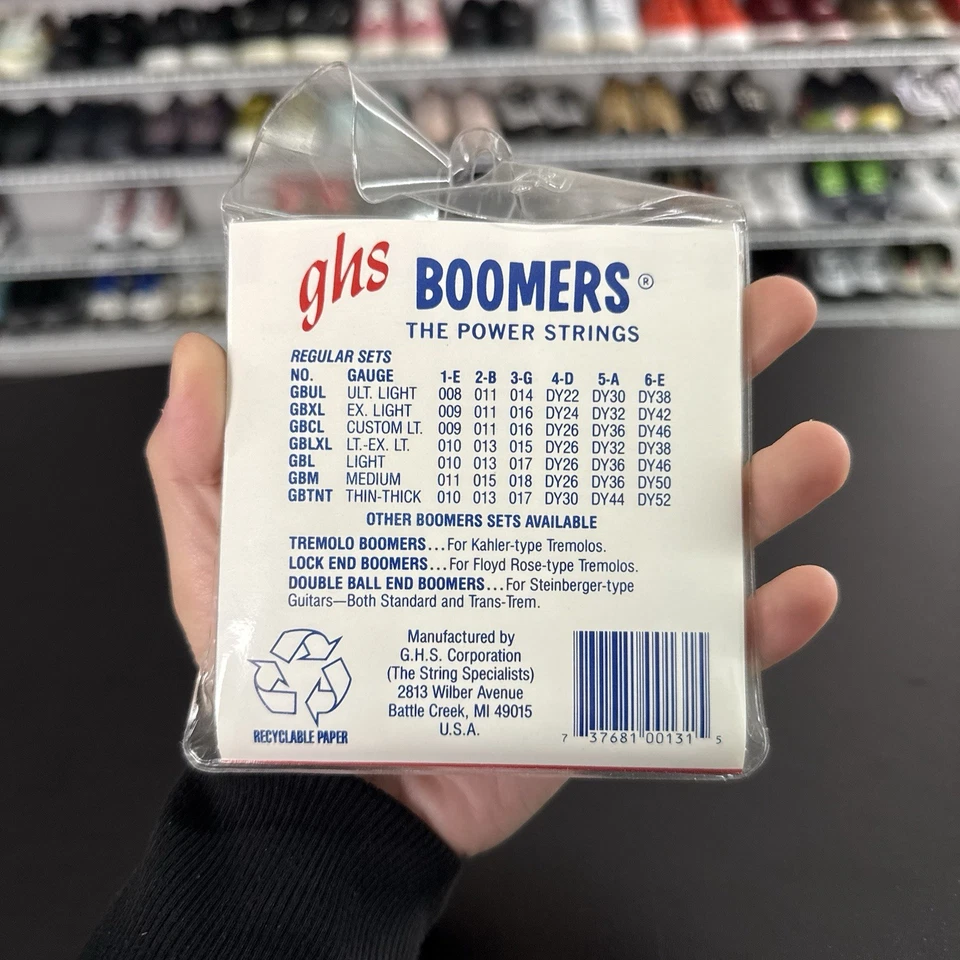 ghs BOOMERS®
THE POWER STRINGS
REGULAR SETS
NO. GAUGE 1-E 2-B 3-G 4-D 5-A 6-E
GBUL ULT. LIGHT 008 011 014 DY22 DY30 DY38
GBXL EX. LIGHT 009 011 016 DY24 DY32 DY42
GBCL CUSTOM LT. 009 011 016 DY26 DY36 DY46
GBLXL LT.-EX. LT. 010 013 015 DY26 DY32 DY38
GBL LIGHT 010 013 017 DY26 DY36 DY46
GBM MEDIUM 011 015 018 DY26 DY36 DY50
GBTNT THIN-THICK 010 013 017 DY30 DY44 DY52
OTHER BOOMERS SETS AVAILABLE
TREMOLO BOOMERS...For Kahler-type Tremolos.
LOCK END BOOMERS...For Floyd Rose-type Tremolos.
DOUBLE BALL END BOOMERS...For Steinberger-type
Guitars—Both Standard and Trans-Trem.
RECYCLABLE PAPER
Manufactured by
G.H.S. Corporation
(The String Specialists)
2813 Wilber Avenue
Battle Creek, MI 49015
U.S.A.
7 37681 00131 5